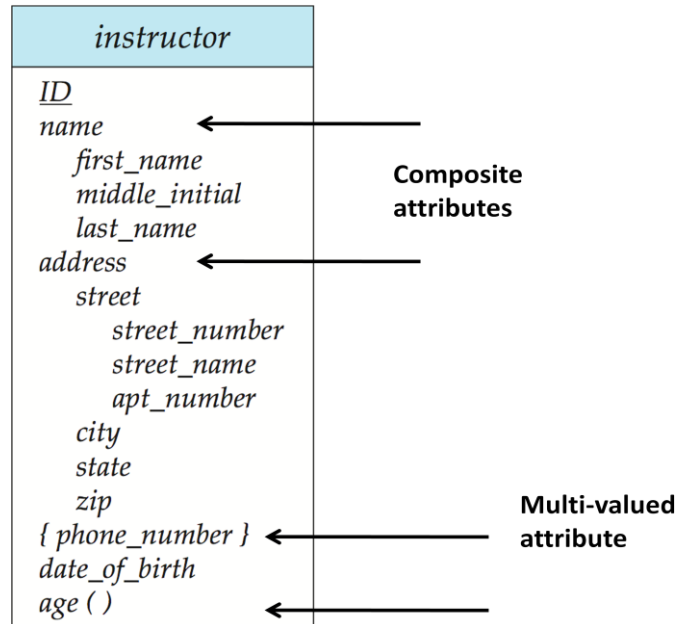 instructor
ID
name
first_name
middle_initial
last_name
address
street
street_number
street_name
apt_number
city
state
zip
{ phone_number }
date_of_birth
age ( )
Composite
attributes
Multi-valued
attribute